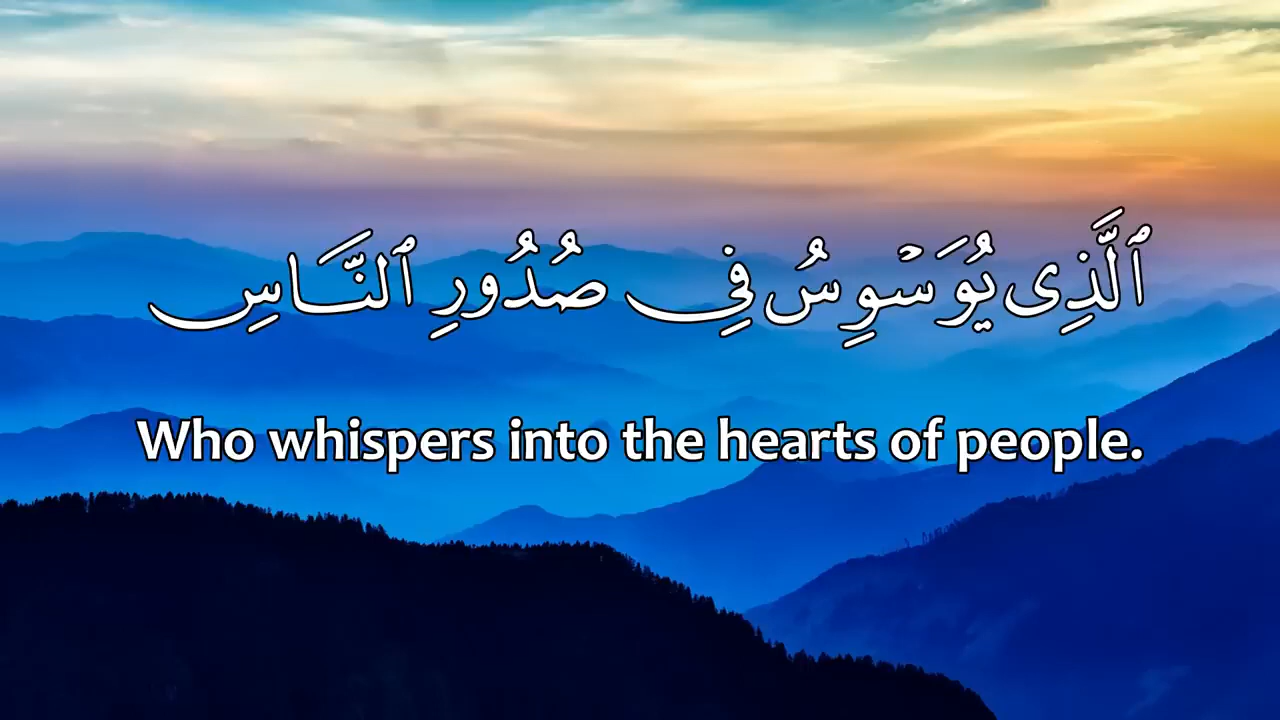 ٱلَّذِى يُوَسْوِسُ فِى صُدُورِ ٱلنَّاسِ
Who whispers into the hearts of people.